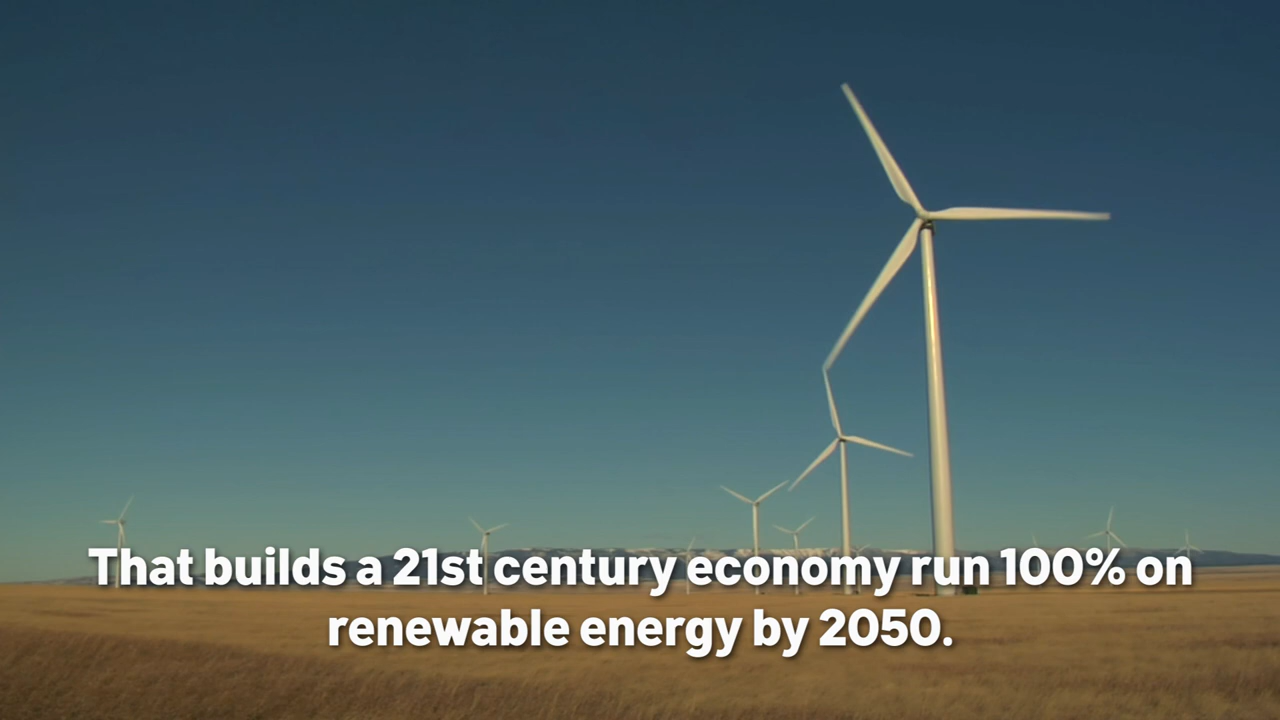 That builds a 21st century economy run 100% on
renewable energy by 2050.